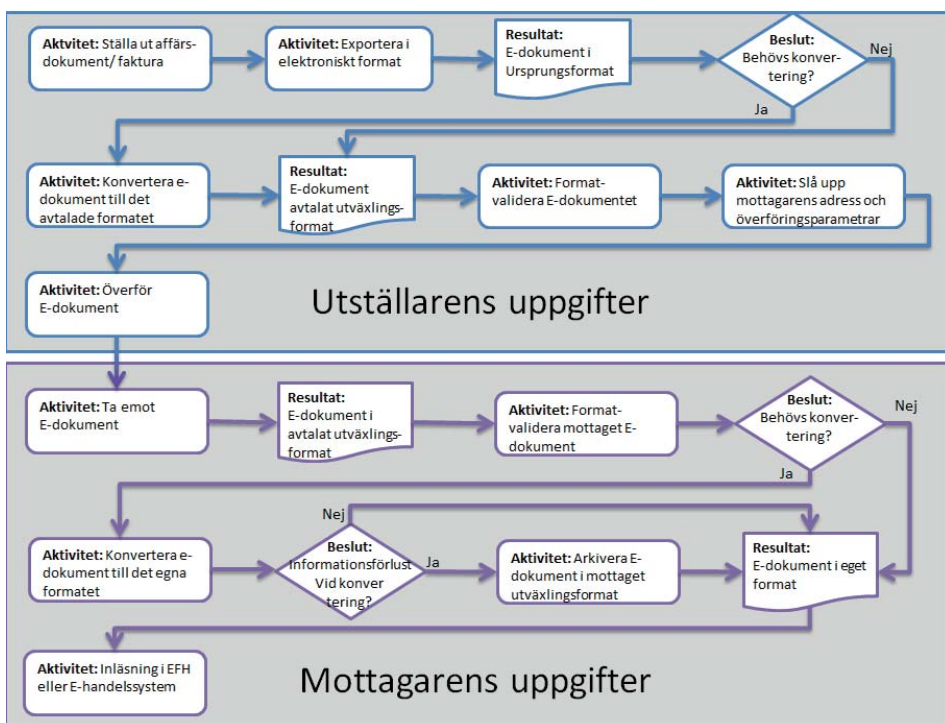 Aktvitet: Ställa ut affärs-
dokument/ faktura
Aktivitet: Exportera i
elektroniskt format
Resultat:
E-dokument i
Ursprungsformat
Beslut:
Behövs konver-
tering?
Nej
Ja
Aktivitet: Konvertera e-
dokument till det
avtalade formatet
Resultat:
E-dokument
avtalat utväxlings-
format
Aktivitet: Format-
validera E-dokumentet
Aktivitet: Slå upp
mottagarens adress och
överföringsparametrar
Aktivitet: Överför
E-dokument
Utställarens uppgifter
Aktivitet: Ta emot
E-dokument
Resultat:
E-dokument i
avtalat utväxlings-
format
Aktivitet: Format-
validera mottaget E-
dokument
Beslut:
Behövs konver-
tering?
Nej
Ja
Aktivitet: Konvertera e-
dokument till det egna
formatet
Nej
Beslut:
Informationsförlust
Vid konver
tering?
Ja
Aktivitet: Arkivera E-
dokument i mottaget
utväxlingsformat
Resultat:
E-dokument i eget
format
Aktivitet: Inläsning i EFH
eller E-handelssystem
Mottagarens uppgifter